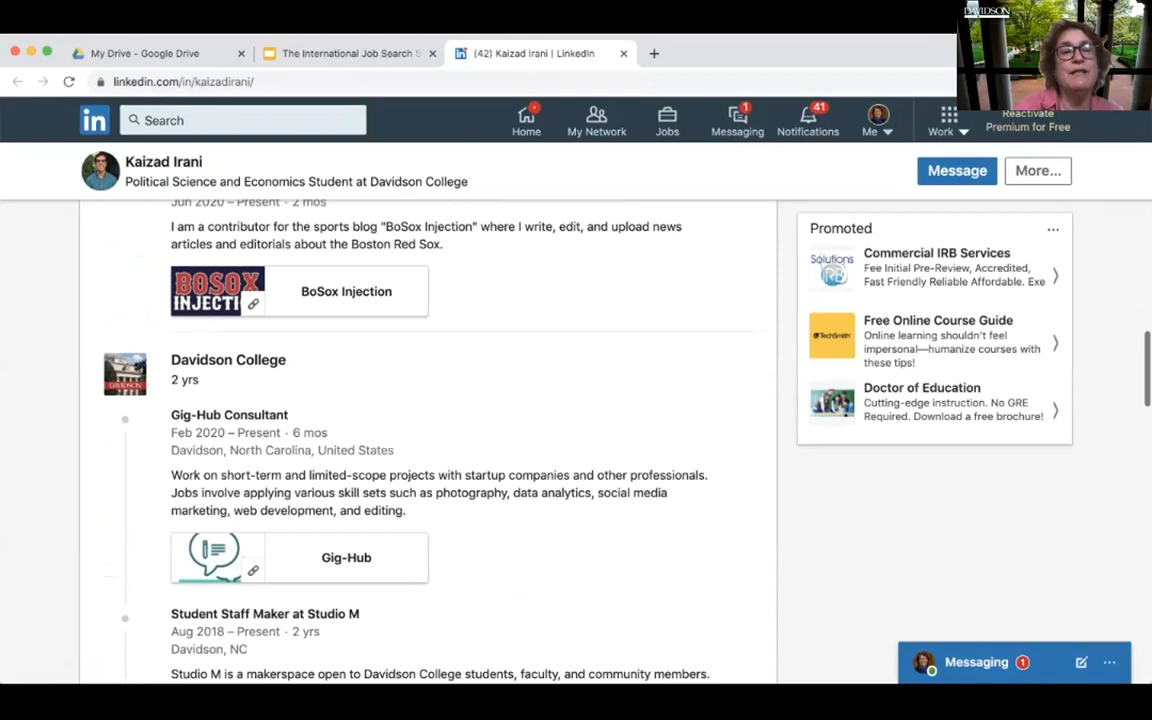 DAVIDSON
My Drive - Google Drive
The International Job Search S
(42) Kaizad Irani | LinkedIn
linkedin.com/in/kaizadirani/
in
Search
Home
My Network
Jobs
1
Messaging
41
Notifications
Me
Work
Reactivate
Premium for Free
Kaizad Irani
Political Science and Economics Student at Davidson College
Message
More...
Jun 2020 – Present · 2 mos
I am a contributor for the sports blog "BoSox Injection" where I write, edit, and upload news
articles and editorials about the Boston Red Sox.
BOSOX
INJECTI
BoSox Injection
Davidson College
2 yrs
DAVIDSON
Gig-Hub Consultant
Feb 2020 – Present · 6 mos
Davidson, North Carolina, United States
Work on short-term and limited-scope projects with startup companies and other professionals.
Jobs involve applying various skill sets such as photography, data analytics, social media
marketing, web development, and editing.
Gig-Hub
Student Staff Maker at Studio M
Aug 2018 – Present · 2 yrs
Davidson, NC
Studio M is a makerspace open to Davidson College students, faculty, and community members.
Promoted
Solutions
IRB
Commercial IRB Services
Fee Initial Pre-Review, Accredited,
Fast Friendly Reliable Affordable. Exe
TechSmith
Free Online Course Guide
Online learning shouldn't feel
impersonal—humanize courses with
these tips!
Doctor of Education
Cutting-edge instruction. No GRE
Required. Download a free brochure!
Messaging 1